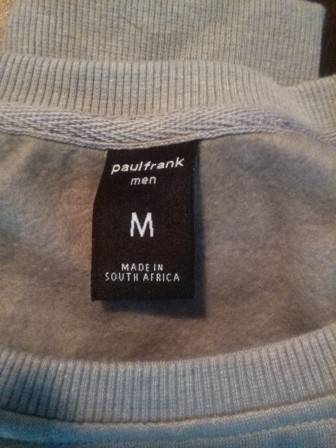 paulfrank
men
M
MADE IN
SOUTH AFRICA